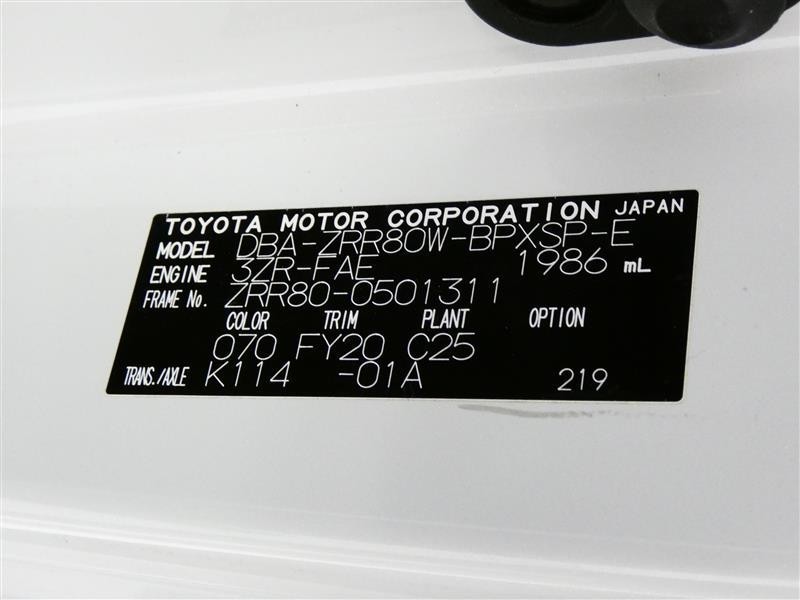 TOYOTA MOTOR CORPORATION JAPAN
MODEL DBA-ZRR80W-BPXSP-E
ENGINE 3ZR-FAE 1986 mL
FRAME No. ZRR80-0501311
COLOR TRIM PLANT OPTION
070 FY20 C25
TRANS./AXLE K114 -01A 219